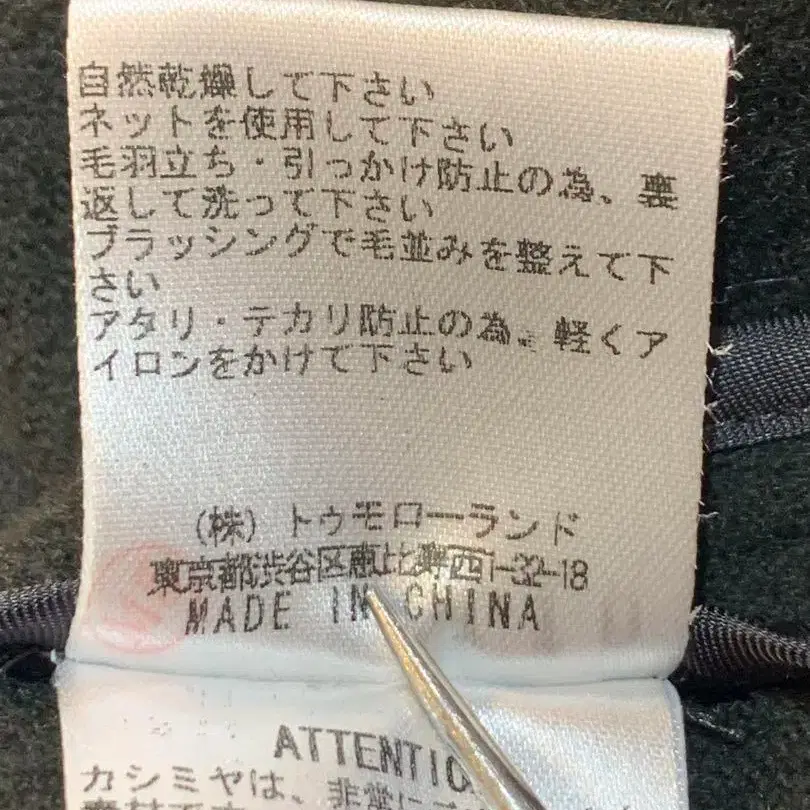 自然乾燥して下さい
ネットを使用して下さい
毛羽立ち・引っかけ防止の為、裏
返して洗って下さい
ブラッシングで毛並みを整えて下
さい
アタリ・テカリ防止の為、軽くア
イロンをかけて下さい
(株) トゥモローランド
東京都渋谷区恵比寿西1-32-18
MADE IN CHINA
ATTENTIO
カシミヤは、非常に